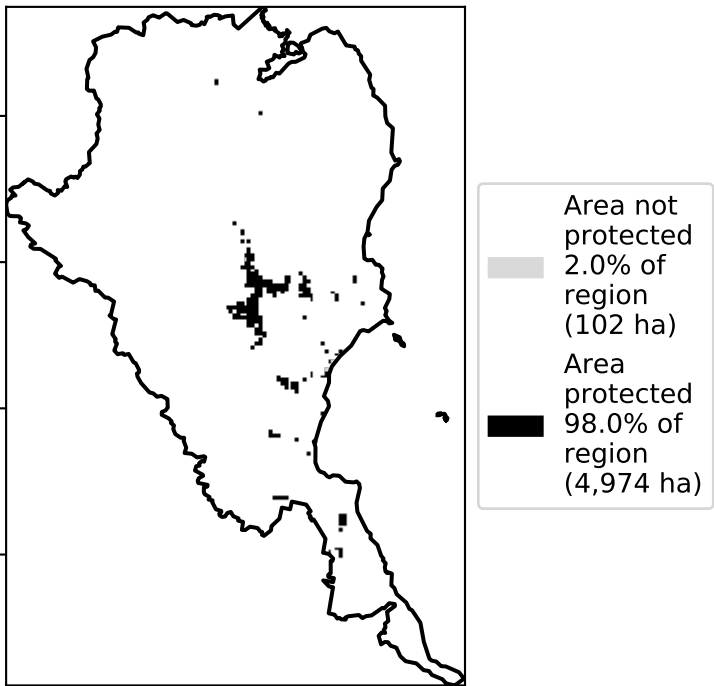 Area not
protected
2.0% of
region
(102 ha)
Area
protected
98.0% of
region
(4,974 ha)